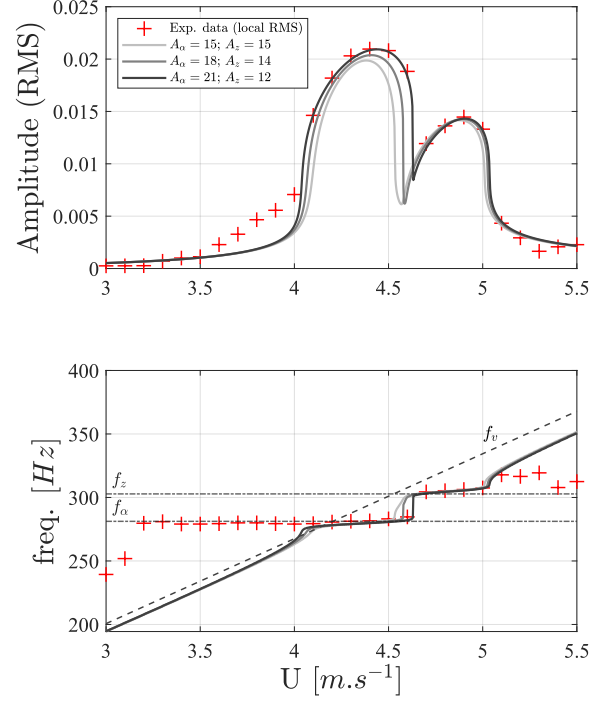 0.025
0.02
0.015
0.01
0.005
0
Amplitude (RMS)
Exp. data (local RMS)
A_α = 15; A_z = 15
A_α = 18; A_z = 14
A_α = 21; A_z = 12
3 3.5 4 4.5 5 5.5
400
350
300
250
200
freq. [Hz]
f_v
f_z
f_α
3 3.5 4 4.5 5 5.5
U [m.s⁻¹]